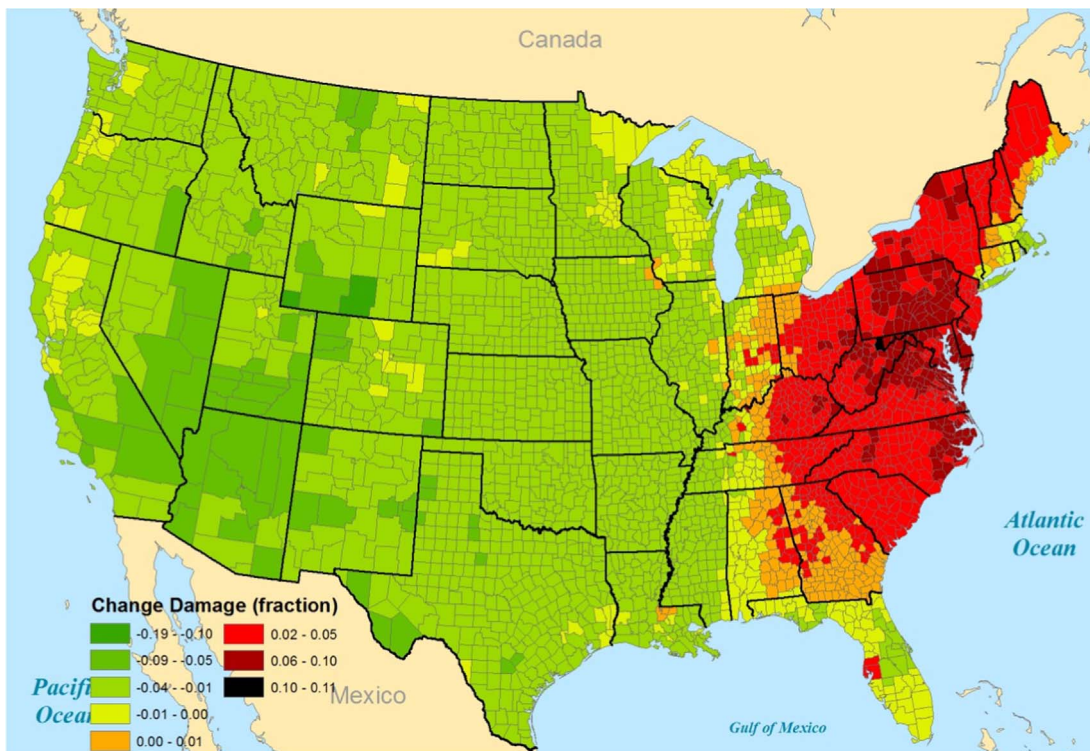 Canada
Atlantic
Ocean
Change Damage (fraction)
-0.19 - -0.10
0.02 - 0.05
-0.09 - -0.05
0.06 - 0.10
-0.04 - -0.01
0.10 - 0.11
-0.01 - 0.00
0.00 - 0.01
Pacifi
Ocean
Mexico
Gulf of Mexico